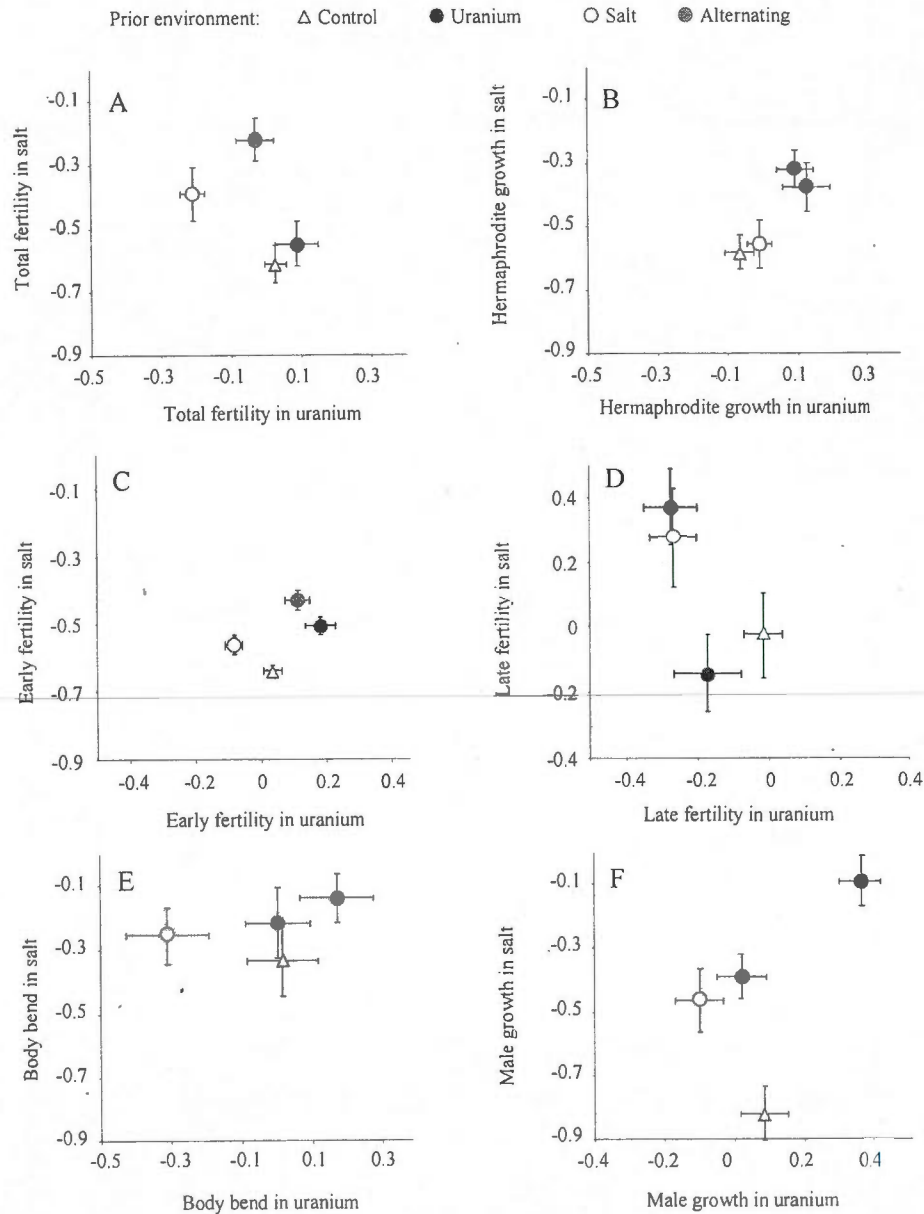 Prior environment: Control Uranium Salt Alternating
A
-0.1
-0.3
-0.5
-0.7
-0.9
Total fertility in salt
-0.5 -0.3 -0.1 0.1 0.3
Total fertility in uranium
B
-0.1
-0.3
-0.5
-0.7
-0.9
Hermaphrodite growth in salt
-0.5 -0.3 -0.1 0.1 0.3
Hermaphrodite growth in uranium
C
-0.1
-0.3
-0.5
-0.7
-0.9
Early fertility in salt
-0.4 -0.2 0 0.2 0.4
Early fertility in uranium
D
0.4
0.2
0
-0.2
-0.4
Late fertility in salt
-0.4 -0.2 0 0.2 0.4
Late fertility in uranium
E
-0.1
-0.3
-0.5
-0.7
-0.9
Body bend in salt
-0.5 -0.3 -0.1 0.1 0.3
Body bend in uranium
F
-0.1
-0.3
-0.5
-0.7
-0.9
Male growth in salt
-0.4 -0.2 0 0.2 0.4
Male growth in uranium